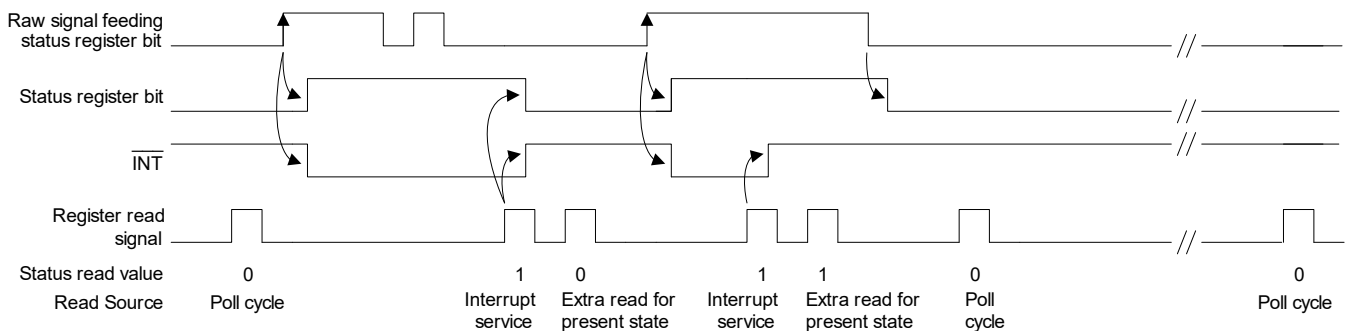 Raw signal feeding
status register bit
Status register bit
INT
Register read
signal
Status read value 0 1 0 1 1 0 0
Read Source Poll cycle Interrupt Extra read for Interrupt Extra read for Poll Poll cycle
service present state service present state cycle